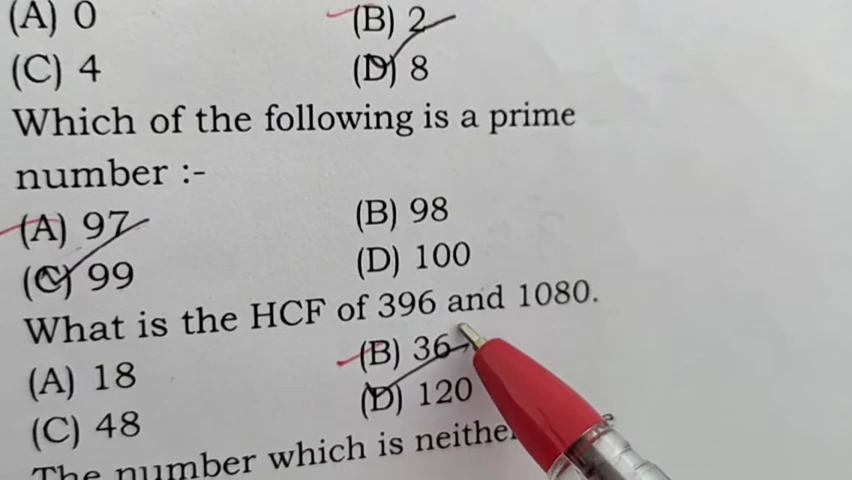 (A) 0 (B) 2
(C) 4 (D) 8
Which of the following is a prime
number :-
(A) 97 (B) 98
(C) 99 (D) 100
What is the HCF of 396 and 1080.
(A) 18 (B) 36
(C) 48 (D) 120
The number which is neither